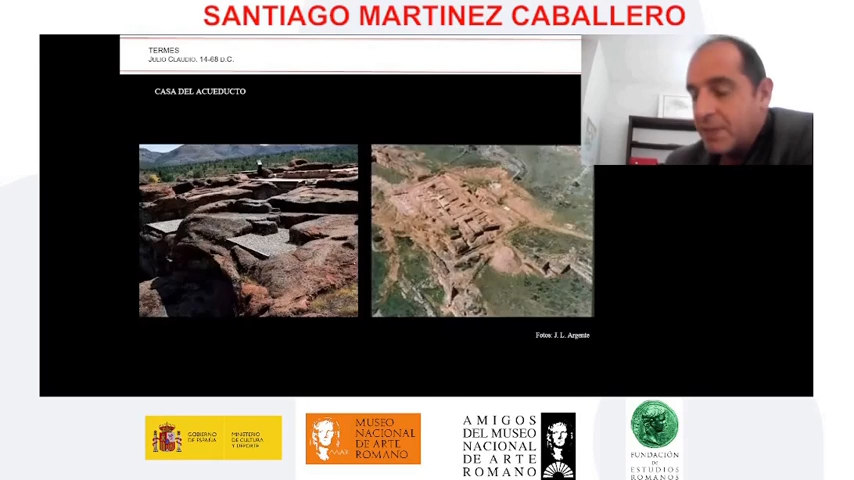 SANTIAGO MARTINEZ CABALLERO
TERMES
JULIO CLAUDIO. 14-68 D.C.
CASA DEL ACUEDUCTO
Fotos: J. L. Argente
GOBIERNO
DE ESPAÑA
MINISTERIO
DE CULTURA
Y DEPORTE
MUSEO
NACIONAL
DE ARTE
ROMANO
AMIGOS
DEL MUSEO
NACIONAL
DE ARTE
ROMANO
FUNDACIÓN
DE
ESTUDIOS
ROMANOS